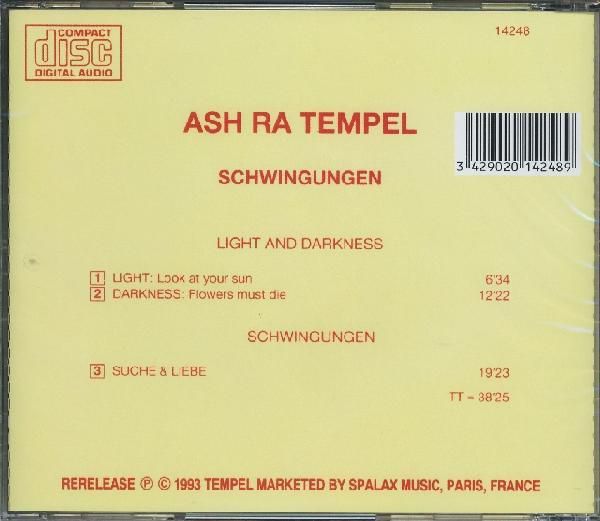 COMPACT
disc
DIGITAL AUDIO
14248
ASH RA TEMPEL
3 429020 142489
SCHWINGUNGEN
LIGHT AND DARKNESS
1 LIGHT: Look at your sun 6'34
2 DARKNESS: Flowers must die 12'22
SCHWINGUNGEN
3 SUCHE & LIEBE 19'23
TT = 38'25
RERELEASE Ⓟ © 1993 TEMPEL MARKETED BY SPALAX MUSIC, PARIS, FRANCE